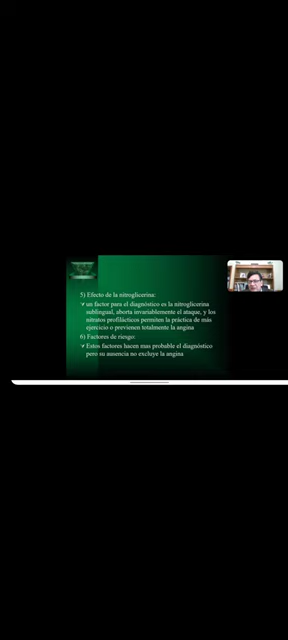 5) Efecto de la nitroglicerina:
un factor para el diagnóstico es la nitroglicerina
sublingual, aborta invariablemente el ataque, y los
nitratos profilácticos permiten la práctica de más
ejercicio o previenen totalmente la angina
6) Factores de riesgo:
Estos factores hacen mas probable el diagnóstico
pero su ausencia no excluye la angina